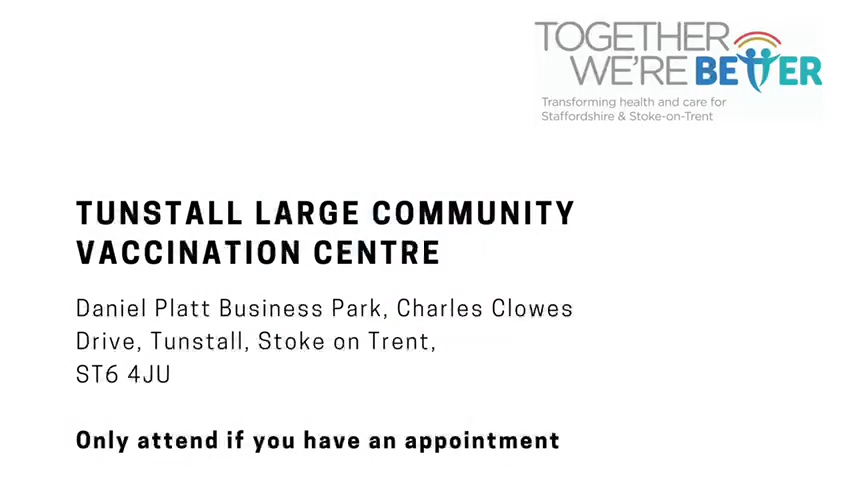 TOGETHER
WE'RE BETTER
Transforming health and care for
Staffordshire & Stoke-on-Trent
TUNSTALL LARGE COMMUNITY
VACCINATION CENTRE
Daniel Platt Business Park, Charles Clowes
Drive, Tunstall, Stoke on Trent,
ST6 4JU
Only attend if you have an appointment